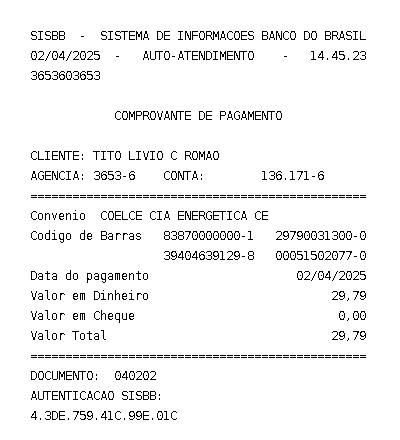 SISBB - SISTEMA DE INFORMACOES BANCO DO BRASIL
02/04/2025 - AUTO-ATENDIMENTO - 14.45.23
3653603653
COMPROVANTE DE PAGAMENTO
CLIENTE: TITO LIVIO C ROMAO
AGENCIA: 3653-6 CONTA: 136.171-6
================================================
Convenio COELCE CIA ENERGETICA CE
Codigo de Barras 83870000000-1 29790031300-0
39404639129-8 00051502077-0
Data do pagamento 02/04/2025
Valor em Dinheiro 29,79
Valor em Cheque 0,00
Valor Total 29,79
================================================
DOCUMENTO: 040202
AUTENTICACAO SISBB:
4.3DE.759.41C.99E.01C